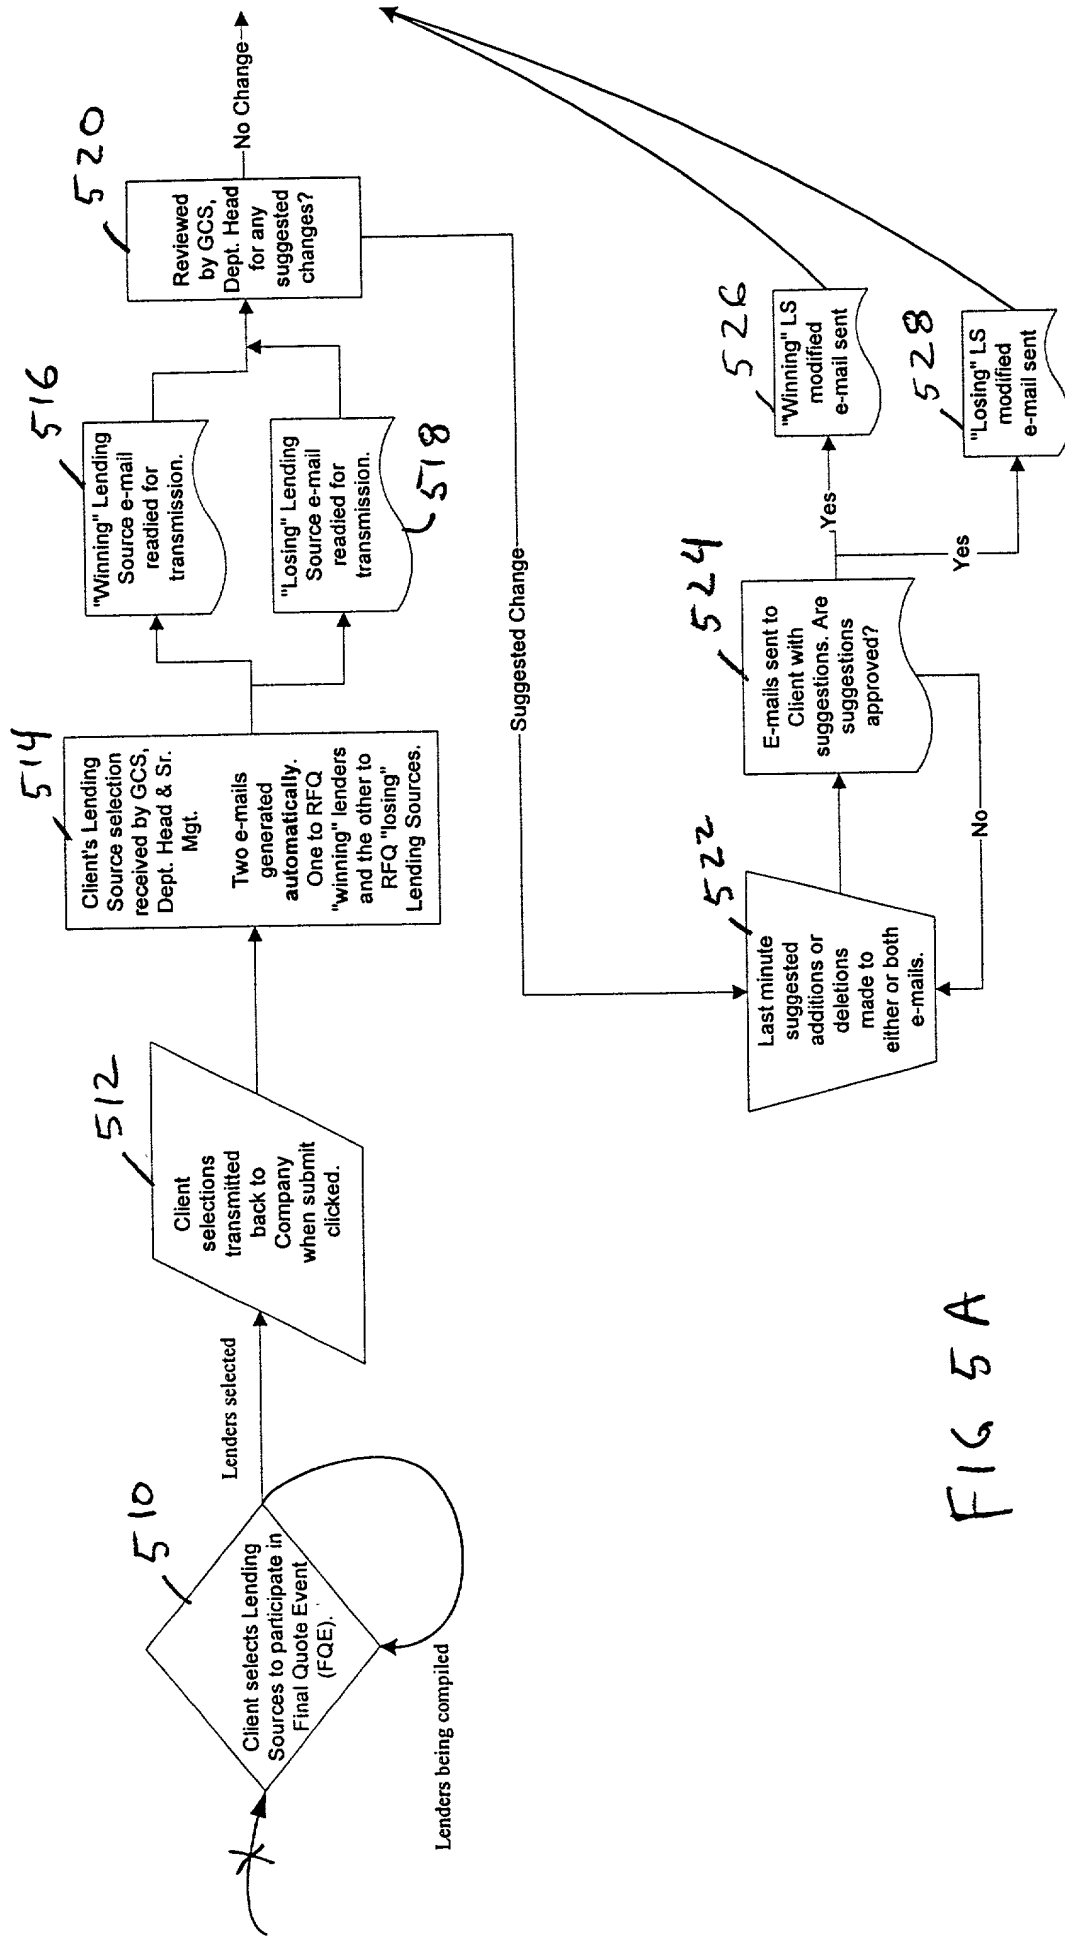 510
Client selects Lending
Sources to participate in
Final Quote Event
(FQE).
Lenders being compiled
Lenders selected
512
Client
selections
transmitted
back to
Company
when submit
clicked.
514
Client's Lending
Source selection
received by GCS,
Dept. Head & Sr.
Mgt.
Two e-mails
generated
automatically.
One to RFQ
"winning" lenders
and the other to
RFQ "losing"
Lending Sources.
516
"Winning" Lending
Source e-mail
readied for
transmission.
518
"Losing" Lending
Source e-mail
readied for
transmission.
520
Reviewed
by GCS,
Dept. Head
for any
suggested
changes?
No Change
Suggested Change
522
Last minute
suggested
additions or
deletions
made to
either or both
e-mails.
524
E-mails sent to
Client with
suggestions. Are
suggestions
approved?
No
Yes
Yes
526
"Winning" LS
modified
e-mail sent
528
"Losing" LS
modified
e-mail sent
FIG 5 A